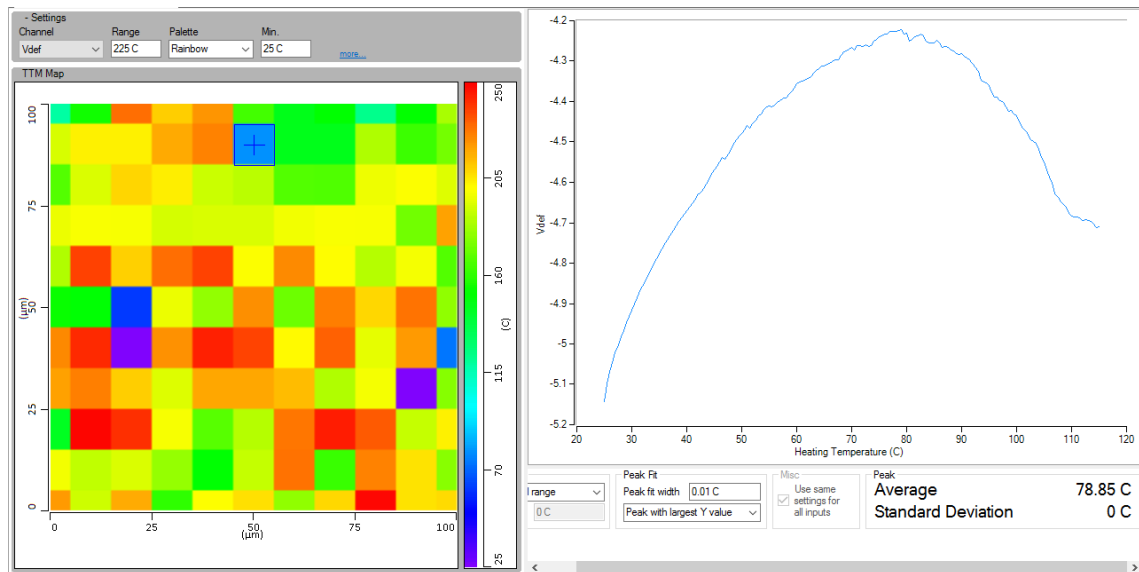 - Settings
Channel Range Palette Min.
Vdef 225 C Rainbow 25 C more...
TTM Map
100
75
50
25
0
(µm)
0 25 50 75 100
(µm)
250
205
160
115
70
25
(C)
-4.2
-4.3
-4.4
-4.5
-4.6
-4.7
-4.8
-4.9
-5
-5.1
-5.2
Vdef
20 30 40 50 60 70 80 90 100 110 120
Heating Temperature (C)
l range
0 C
Peak Fit
Peak fit width 0.01 C
Peak with largest Y value
Misc
Use same
settings for
all inputs
Peak
Average 78.85 C
Standard Deviation 0 C